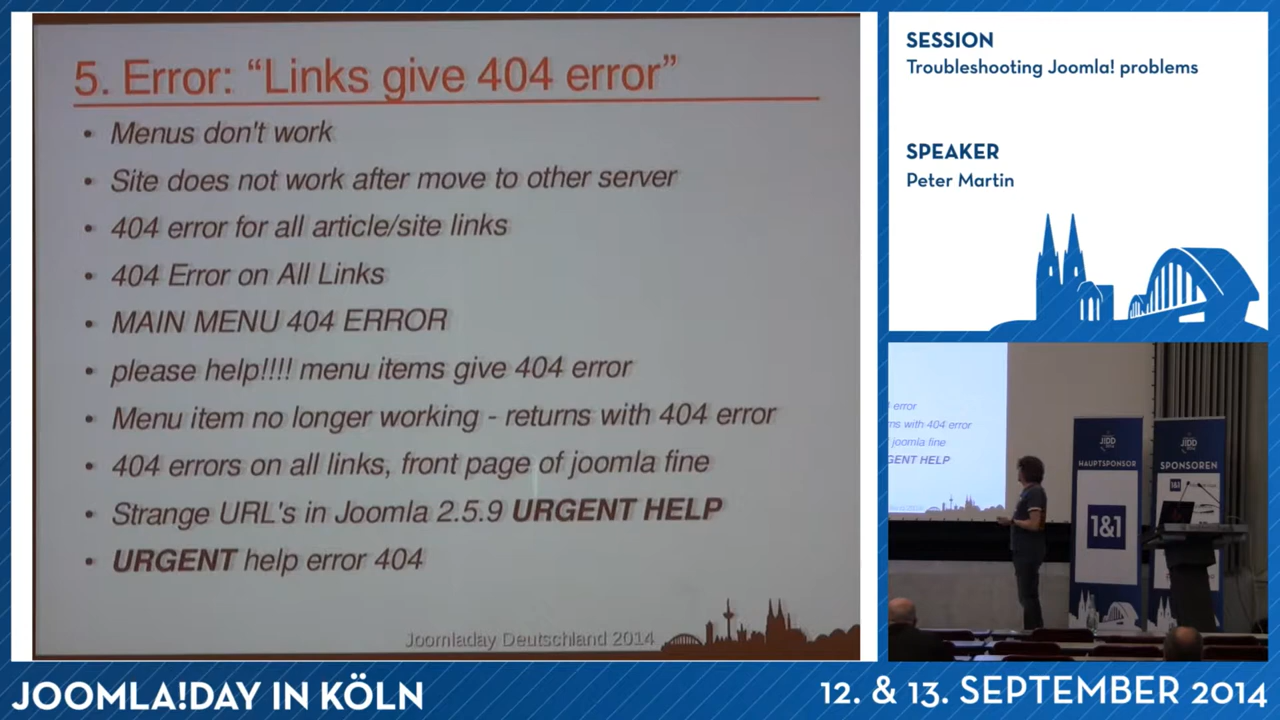 5. Error: “Links give 404 error”
• Menus don't work
• Site does not work after move to other server
• 404 error for all article/site links
• 404 Error on All Links
• MAIN MENU 404 ERROR
• please help!!!! menu items give 404 error
• Menu item no longer working - returns with 404 error
• 404 errors on all links, front page of joomla fine
• Strange URL's in Joomla 2.5.9 URGENT HELP
• URGENT help error 404
Joomladay Deutschland 2014
SESSION
Troubleshooting Joomla! problems
SPEAKER
Peter Martin
error
ns with 404 error
joomla fine
GENT HELP
JDD
HAUPTSPONSOR
1&1
JDD
SPONSOREN
1&1
JOOMLA!DAY IN KÖLN
12. & 13. SEPTEMBER 2014